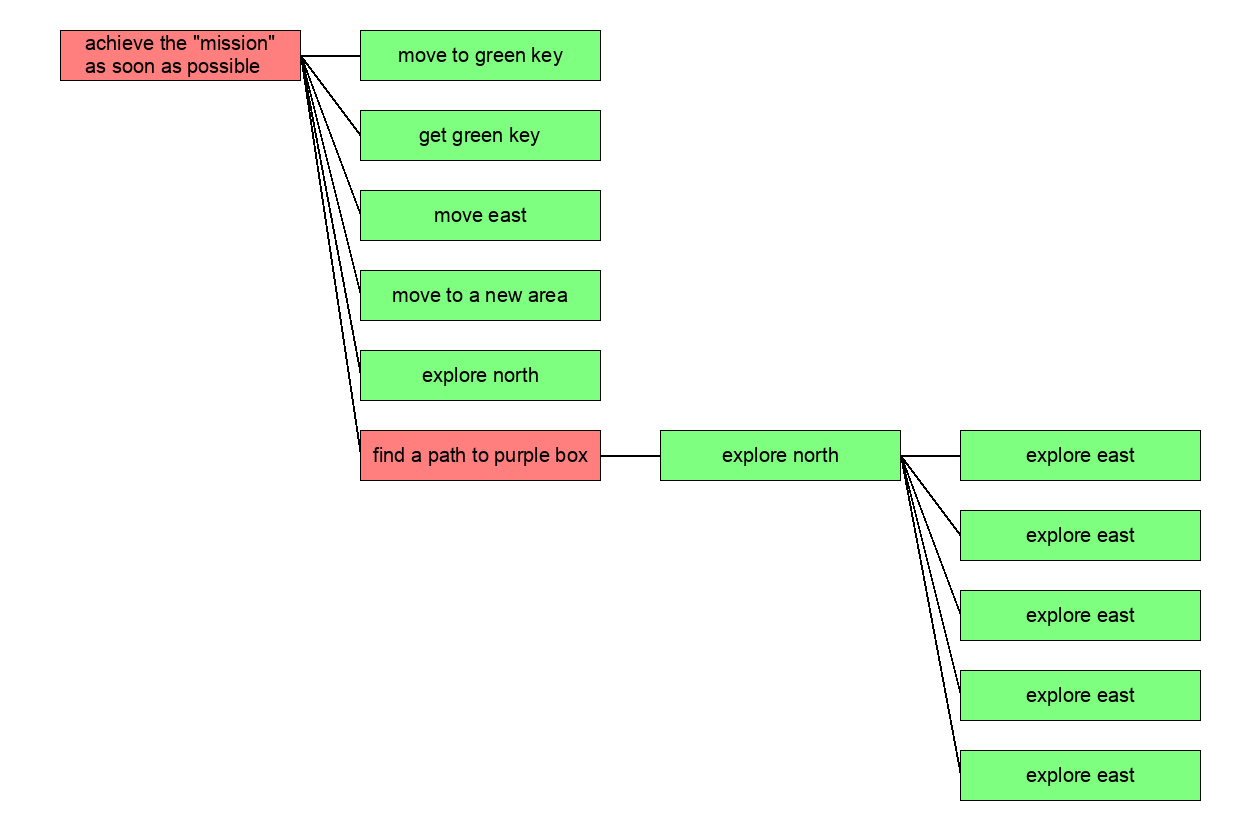 achieve the "mission"
as soon as possible
move to green key
get green key
move east
move to a new area
explore north
find a path to purple box
explore north
explore east
explore east
explore east
explore east
explore east